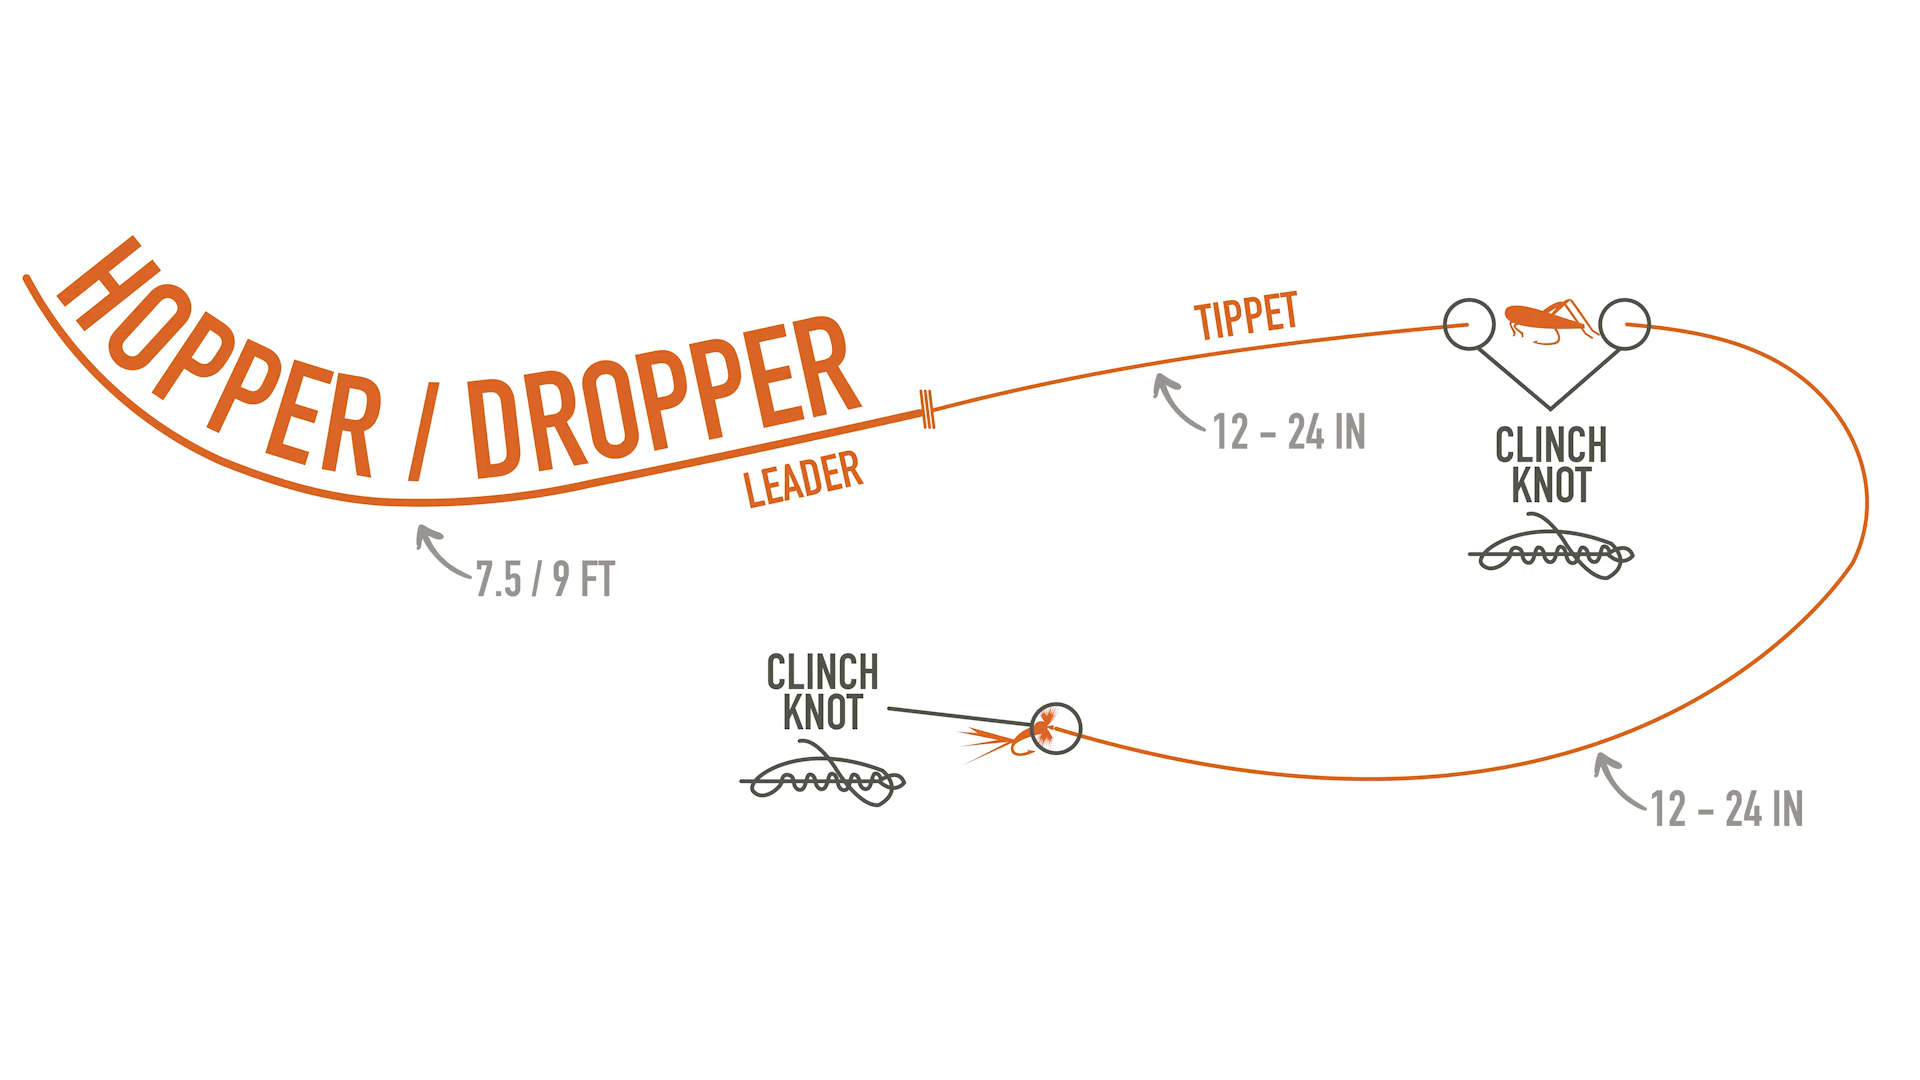 HOPPER / DROPPER
LEADER
7.5 / 9 FT
TIPPET
12 – 24 IN
CLINCH
KNOT
CLINCH
KNOT
12 – 24 IN